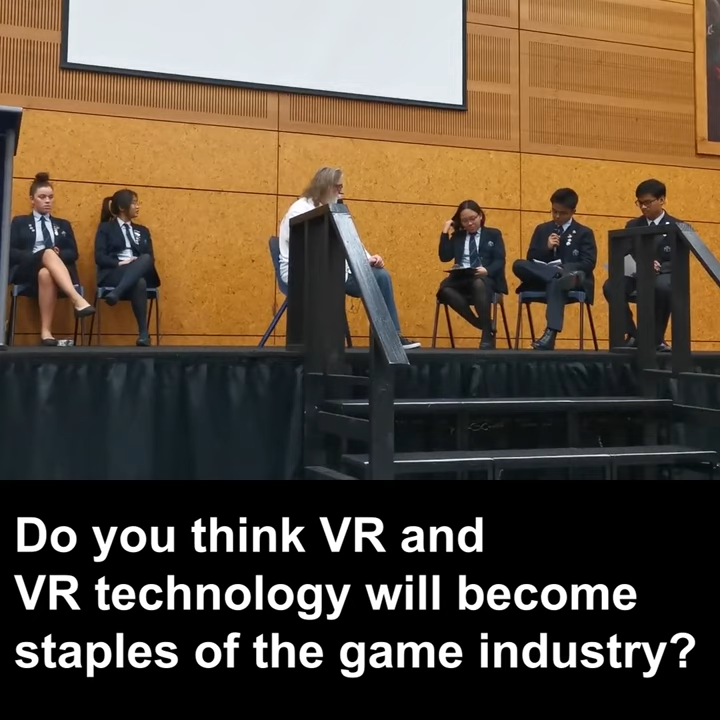 Do you think VR and
VR technology will become
staples of the game industry?